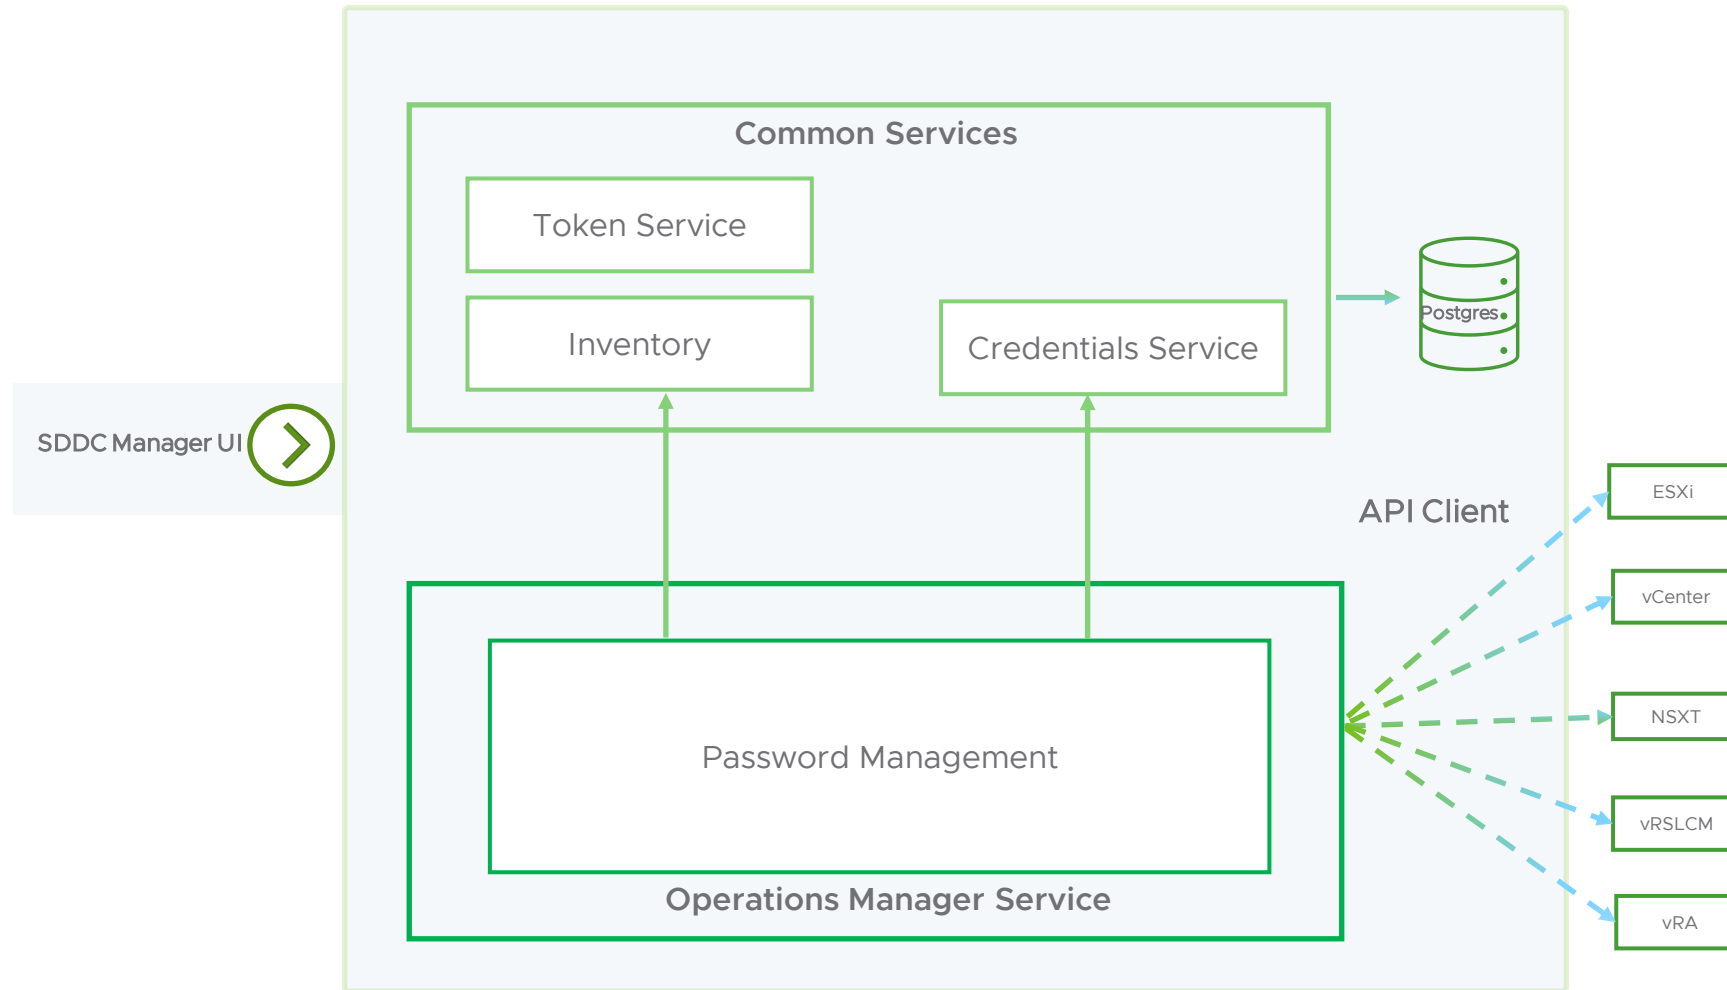 Common Services
Token Service
Inventory
Credentials Service
Postgres
SDDC Manager UI
API Client
ESXi
vCenter
NSXT
vRSLCM
vRA
Password Management
Operations Manager Service